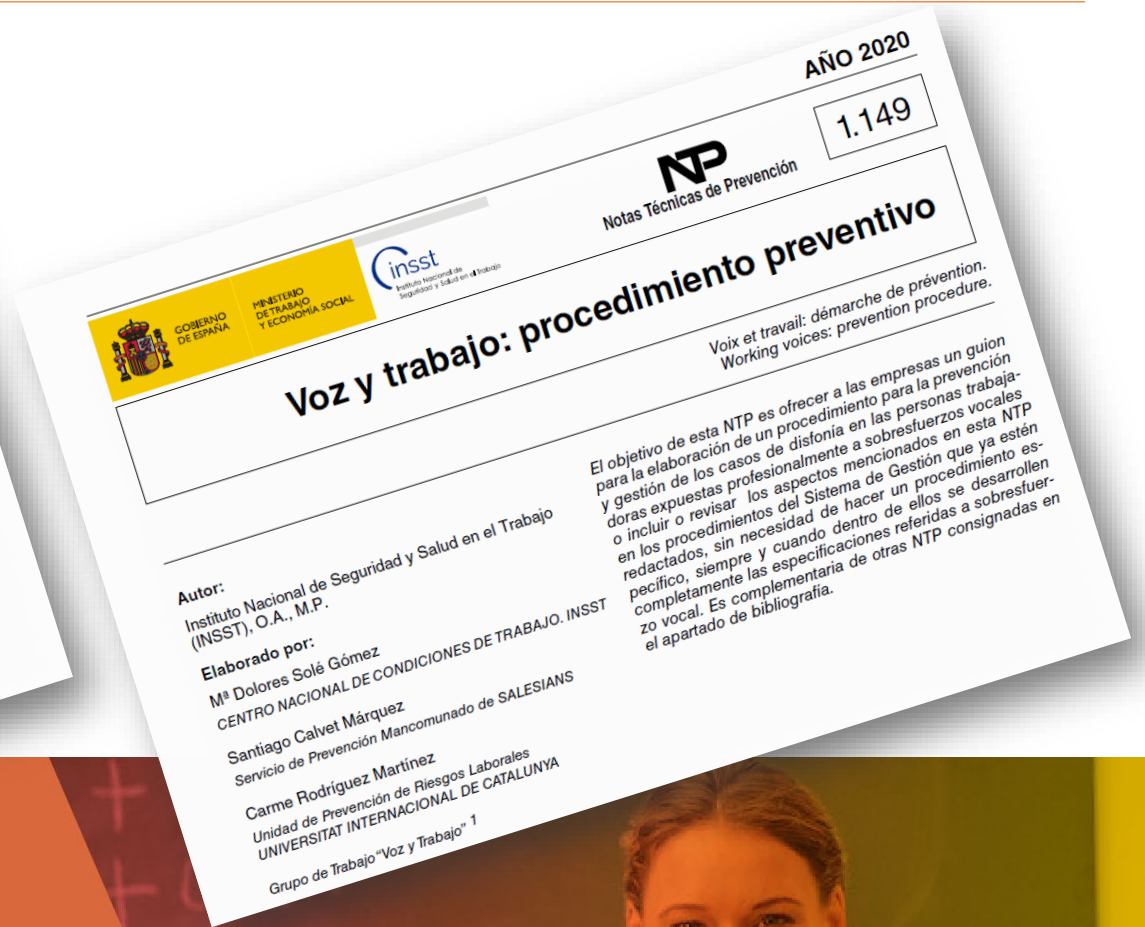 AÑO 2020
1.149
NTP
Notas Técnicas de Prevención
GOBIERNO
DE ESPAÑA
MINISTERIO
DE TRABAJO
Y ECONOMÍA SOCIAL
insst
Instituto Nacional de
Seguridad y Salud en el Trabajo
Voz y trabajo: procedimiento preventivo
Voix et travail: démarche de prévention.
Working voices: prevention procedure.
Autor:
Instituto Nacional de Seguridad y Salud en el Trabajo
(INSST), O.A., M.P.
Elaborado por:
Mª Dolores Solé Gómez
CENTRO NACIONAL DE CONDICIONES DE TRABAJO. INSST
Santiago Calvet Márquez
Servicio de Prevención Mancomunado de SALESIANS
Carme Rodríguez Martínez
Unidad de Prevención de Riesgos Laborales
UNIVERSITAT INTERNACIONAL DE CATALUNYA
Grupo de Trabajo "Voz y Trabajo" 1
El objetivo de esta NTP es ofrecer a las empresas un guion
para la elaboración de un procedimiento para la prevención
y gestión de los casos de disfonía en las personas trabaja-
doras expuestas profesionalmente a sobresfuerzos vocales
o incluir o revisar los aspectos mencionados en esta NTP
en los procedimientos del Sistema de Gestión que ya estén
redactados, sin necesidad de hacer un procedimiento es-
pecífico, siempre y cuando dentro de ellos se desarrollen
completamente las especificaciones referidas a sobresfuer-
zo vocal. Es complementaria de otras NTP consignadas en
el apartado de bibliografía.